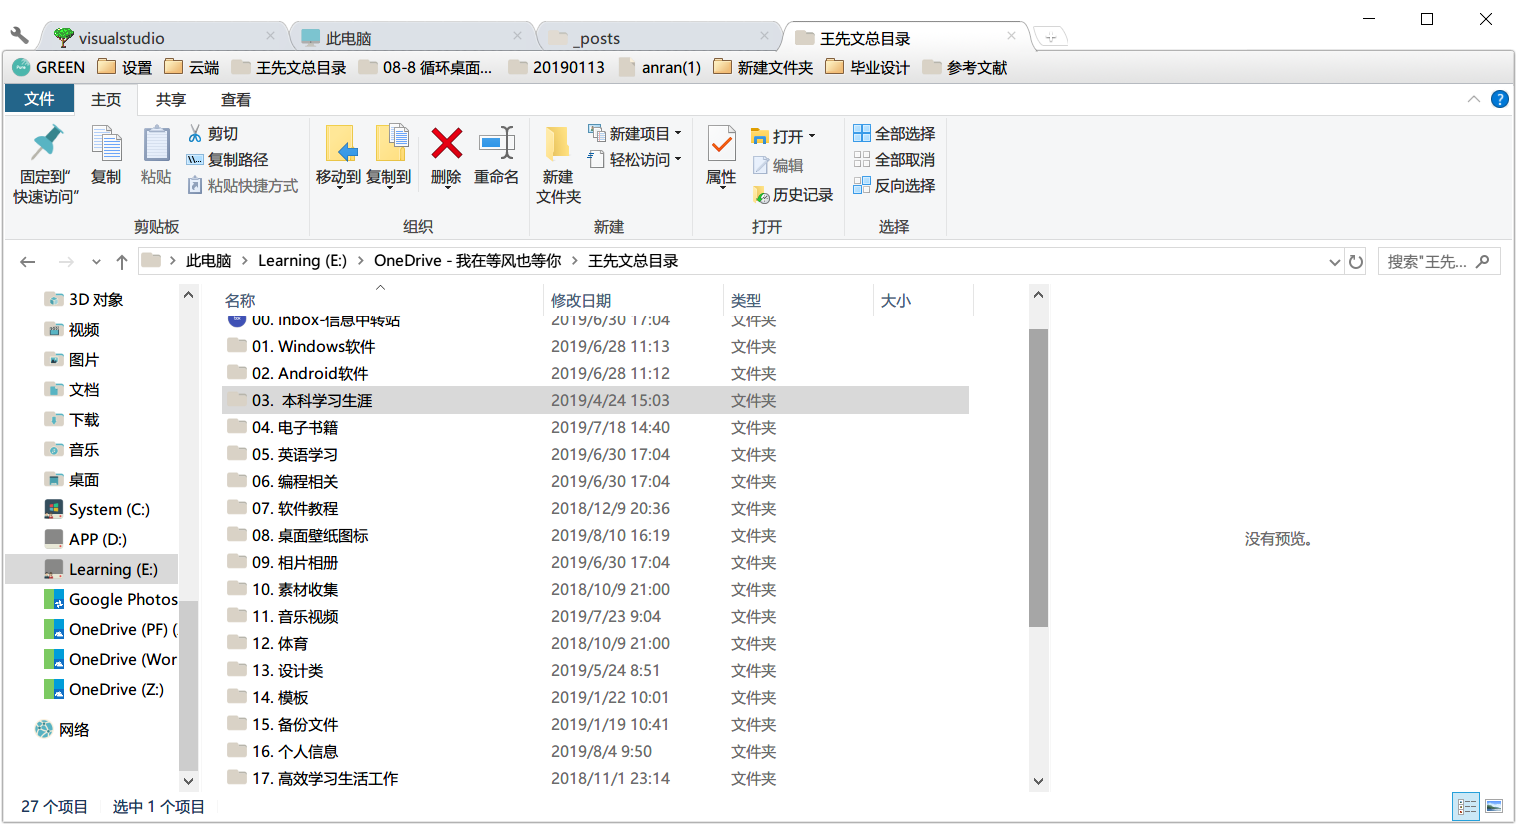 visualstudio 此电脑 _posts 王先文总目录
GREEN 设置 云端 王先文总目录 08-8 循环桌面... 20190113 anran(1) 新建文件夹 毕业设计 参考文献
文件 主页 共享 查看
固定到"快速访问"
复制
粘贴
剪切
复制路径
粘贴快捷方式
剪贴板
移动到
复制到
删除
重命名
组织
新建文件夹
新建项目
轻松访问
新建
属性
打开
编辑
历史记录
打开
全部选择
全部取消
反向选择
选择
此电脑 Learning (E:) OneDrive - 我在等风也等你 王先文总目录
搜索"王先...
3D 对象
视频
图片
文档
下载
音乐
桌面
System (C:)
APP (D:)
Learning (E:)
Google Photos
OneDrive (PF) (
OneDrive (Wor
OneDrive (Z:)
网络
名称 修改日期 类型 大小
00. Inbox-信息中转站 2019/6/30 17:04 文件夹
01. Windows软件 2019/6/28 11:13 文件夹
02. Android软件 2019/6/28 11:12 文件夹
03. 本科学习生涯 2019/4/24 15:03 文件夹
04. 电子书籍 2019/7/18 14:40 文件夹
05. 英语学习 2019/6/30 17:04 文件夹
06. 编程相关 2019/6/30 17:04 文件夹
07. 软件教程 2018/12/9 20:36 文件夹
08. 桌面壁纸图标 2019/8/10 16:19 文件夹
09. 相片相册 2019/6/30 17:04 文件夹
10. 素材收集 2018/10/9 21:00 文件夹
11. 音乐视频 2019/7/23 9:04 文件夹
12. 体育 2018/10/9 21:00 文件夹
13. 设计类 2019/5/24 8:51 文件夹
14. 模板 2019/1/22 10:01 文件夹
15. 备份文件 2019/1/19 10:41 文件夹
16. 个人信息 2019/8/4 9:50 文件夹
17. 高效学习生活工作 2018/11/1 23:14 文件夹
没有预览。
27 个项目 选中 1 个项目